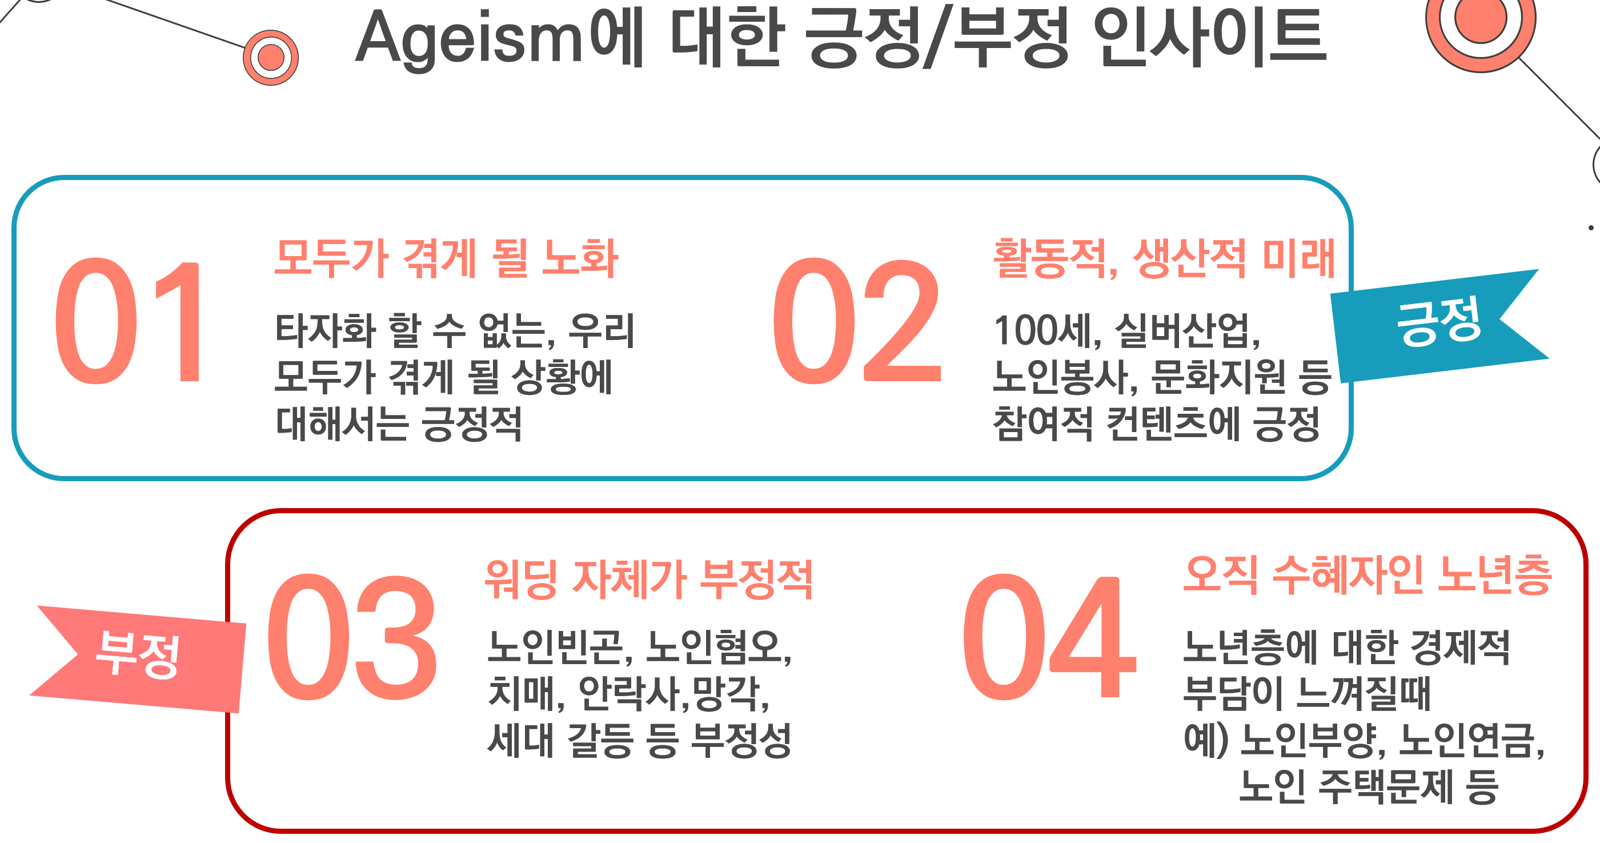 Ageism에 대한 긍정/부정 인사이트
01
모두가 겪게 될 노화
타자화 할 수 없는, 우리
모두가 겪게 될 상황에
대해서는 긍정적
02
활동적, 생산적 미래
100세, 실버산업,
노인봉사, 문화지원 등
참여적 컨텐츠에 긍정
긍정
부정
03
워딩 자체가 부정적
노인빈곤, 노인혐오,
치매, 안락사,망각,
세대 갈등 등 부정성
04
오직 수혜자인 노년층
노년층에 대한 경제적
부담이 느껴질때
예) 노인부양, 노인연금,
노인 주택문제 등